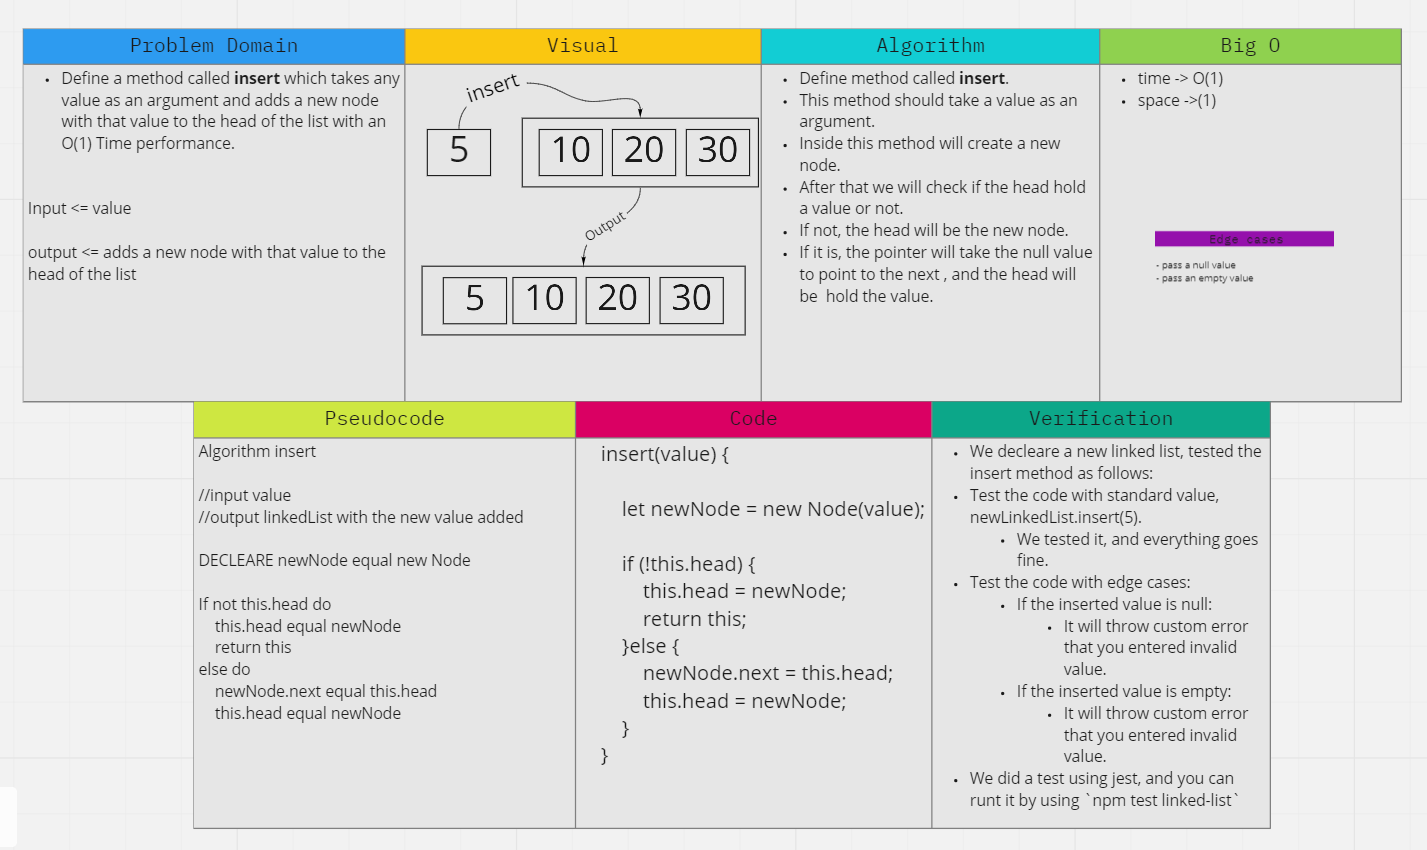 Problem Domain
• Define a method called insert which takes any
value as an argument and adds a new node
with that value to the head of the list with an
O(1) Time performance.
Input <= value
output <= adds a new node with that value to the
head of the list
Visual
insert
5
10 20 30
Output
5 10 20 30
Algorithm
• Define method called insert.
• This method should take a value as an
argument.
• Inside this method will create a new
node.
• After that we will check if the head hold
a value or not.
• If not, the head will be the new node.
• If it is, the pointer will take the null value
to point to the next , and the head will
be  hold the value.
Big O
• time -> O(1)
• space ->(1)
Edge cases
- pass a null value
- pass an empty value
Pseudocode
Algorithm insert
//input value
//output linkedList with the new value added
DECLEARE newNode equal new Node
If not this.head do
this.head equal newNode
return this
else do
newNode.next equal this.head
this.head equal newNode
Code
insert(value) {
let newNode = new Node(value);
if (!this.head) {
this.head = newNode;
return this;
}else {
newNode.next = this.head;
this.head = newNode;
}
}
Verification
• We decleare a new linked list, tested the
insert method as follows:
• Test the code with standard value,
newLinkedList.insert(5).
• We tested it, and everything goes
fine.
• Test the code with edge cases:
• If the inserted value is null:
• It will throw custom error
that you entered invalid
value.
• If the inserted value is empty:
• It will throw custom error
that you entered invalid
value.
• We did a test using jest, and you can
runt it by using `npm test linked-list`